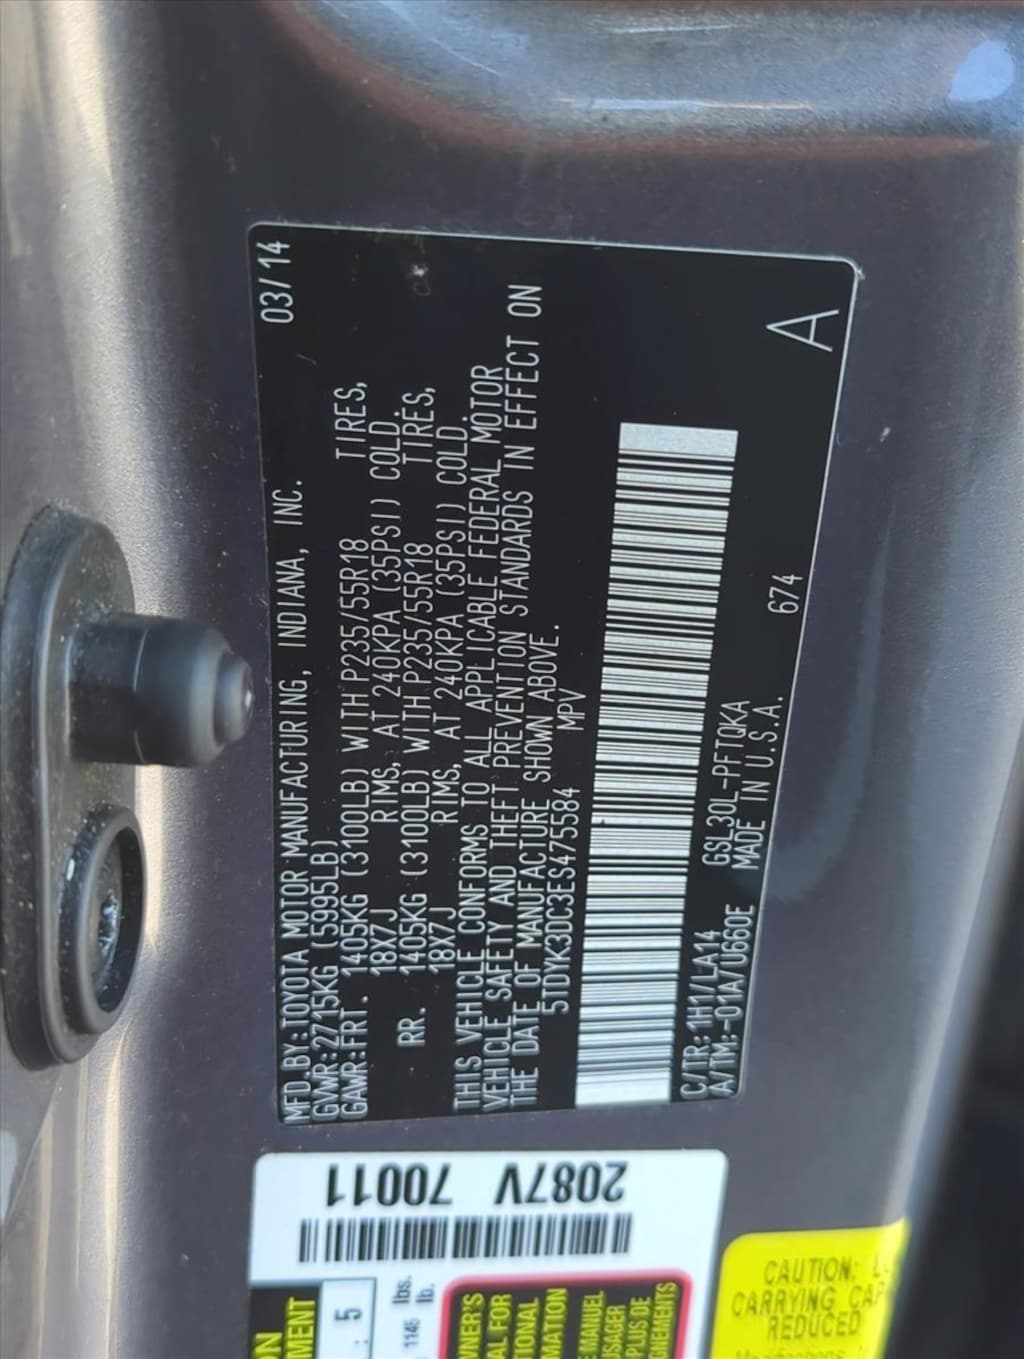 MFD.BY:TOYOTA MOTOR MANUFACTURING, INDIANA, INC. 03/14
GVWR:2715KG (5995LB)
GAWR:FRT. 1405KG (3100LB) WITH P235/55R18 TIRES,
18X7J RIMS, AT 240KPA (35PSI) COLD.
RR. 1405KG (3100LB) WITH P235/55R18 TIRES,
18X7J RIMS, AT 240KPA (35PSI) COLD.
THIS VEHICLE CONFORMS TO ALL APPLICABLE FEDERAL MOTOR
VEHICLE SAFETY AND THEFT PREVENTION STANDARDS IN EFFECT ON
THE DATE OF MANUFACTURE SHOWN ABOVE.
5TDYK3DC3ES475584 MPV
C/TR:1H1/LA14 GSL30L-PFTQKA
A/TM:-01A/U660E MADE IN U.S.A. 674
A
2087V 70011
: 5
1145 lbs.
lb.
CAUTION:
CARRYING
REDUCED